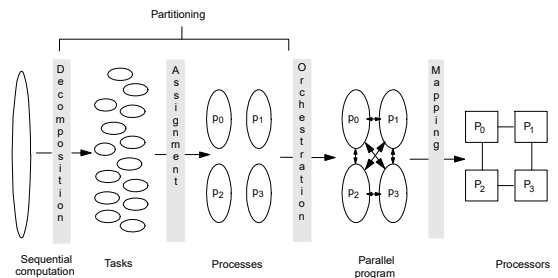 Partitioning
Decomposition
Assignment
Orchestration
Mapping
p0 p1
p2 p3
p0 p1
p2 p3
P0 P1
P2 P3
Sequential
computation
Tasks
Processes
Parallel
program
Processors